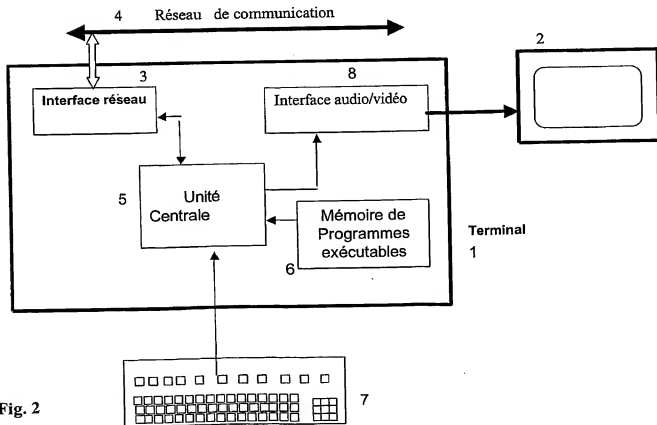 4 Réseau de communication
2
3
8
Interface réseau
Interface audio/vidéo
5
Unité
Centrale
Mémoire de
Programmes
exécutables
6
Terminal
1
7
Fig. 2